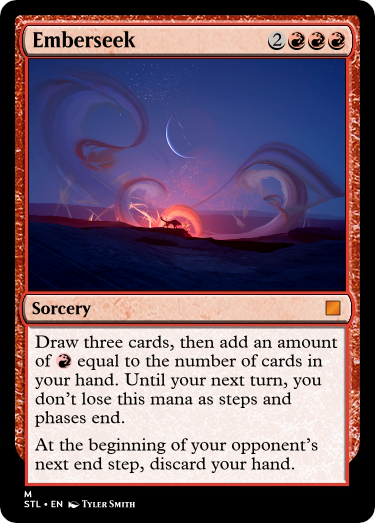 Emberseek 2
Sorcery
Draw three cards, then add an amount
of equal to the number of cards in
your hand. Until your next turn, you
don't lose this mana as steps and
phases end.
At the beginning of your opponent's
next end step, discard your hand.
M
STL • EN Tyler Smith